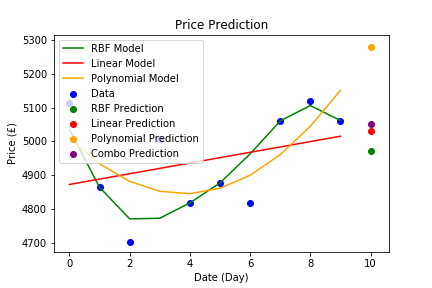 Price Prediction
Price (£)
5300
5200
5100
5000
4900
4800
4700
RBF Model
Linear Model
Polynomial Model
Data
RBF Prediction
Linear Prediction
Polynomial Prediction
Combo Prediction
0 2 4 6 8 10
Date (Day)